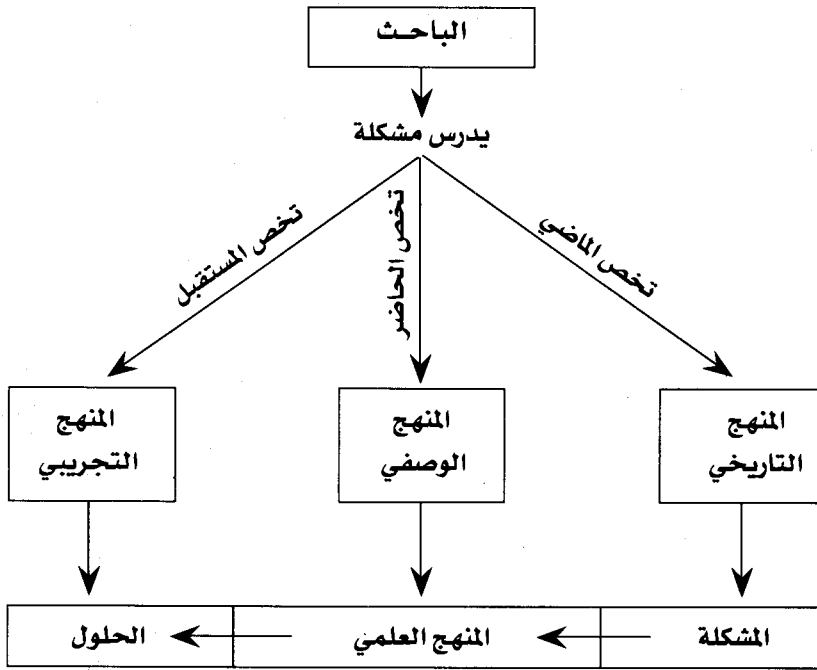 الباحث
يدرس مشكلة
تخص الماضي
تخص الحاضر
تخص المستقبل
المنهج
التاريخي
المنهج
الوصفي
المنهج
التجريبي
المشكلة
المنهج العلمي
الحلول